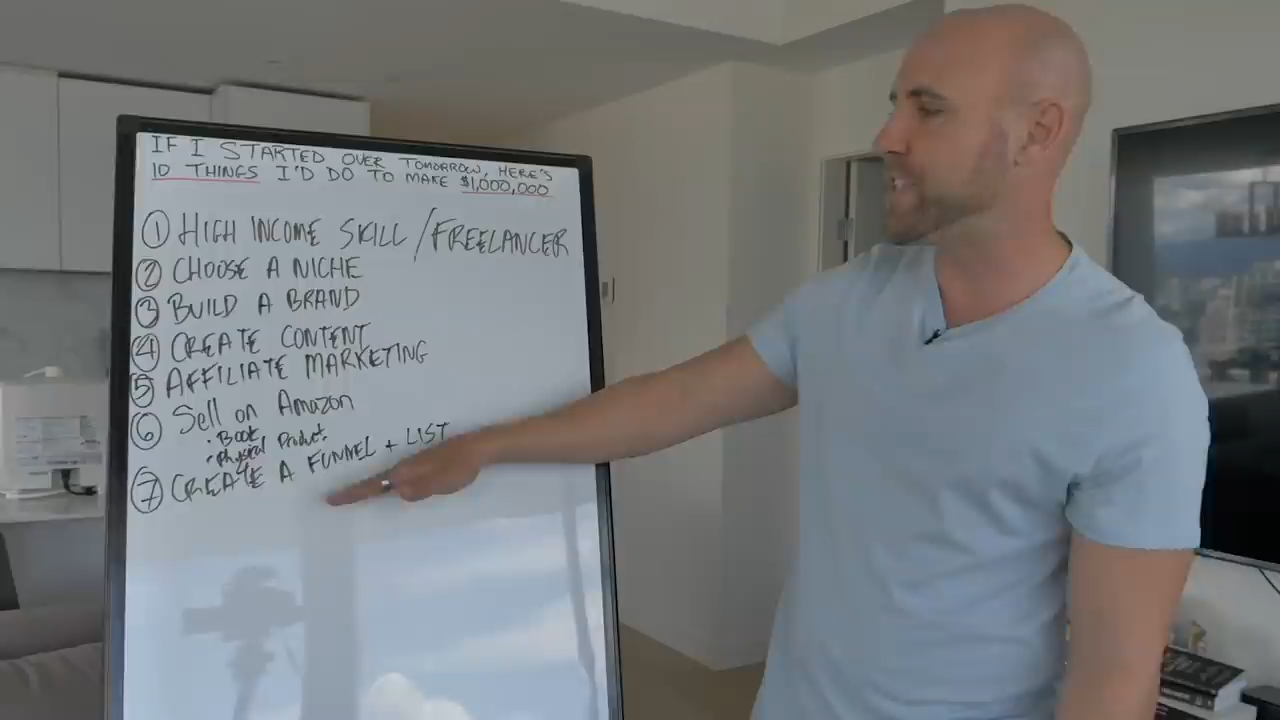 IF I STARTED OVER TOMORROW, HERE'S
10 THINGS I'D DO TO MAKE $1,000,000
① HIGH INCOME SKILL/FREELANCER
② CHOOSE A NICHE
③ BUILD A BRAND
④ CREATE CONTENT
⑤ AFFILIATE MARKETING
⑥ Sell on Amazon
• Book
• Physical Product
⑦ CREATE A FUNNEL + LIST